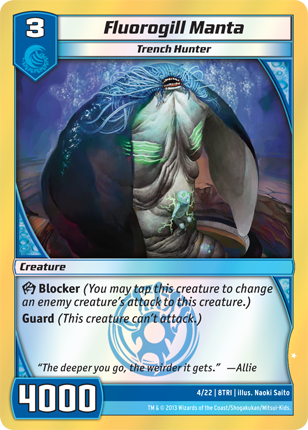 3
Fluorogill Manta
Trench Hunter
Creature
Blocker (You may tap this creature to change
an enemy creature's attack to this creature.)
Guard (This creature can't attack.)
"The deeper you go, the weirder it gets." —Allie
4000
4/22 | 8TRI | illus. Naoki Saito
TM & © 2013 Wizards of the Coast/Shogakukan/Mitsui-Kids.